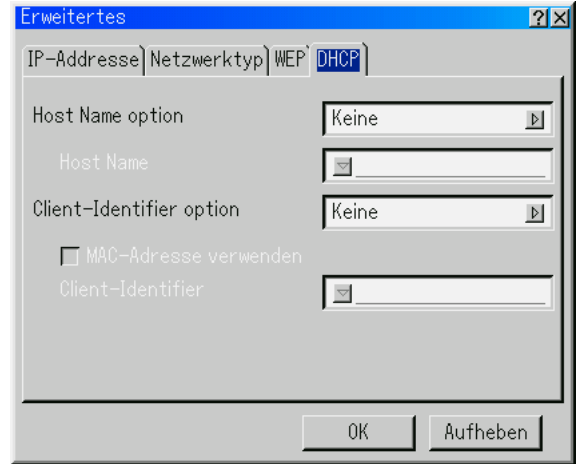 Erweitertes
IP-Addresse Netzwerktyp WEP DHCP
Host Name option Keine
Host Name
Client-Identifier option Keine
MAC-Adresse verwenden
Client-Identifier
OK Aufheben